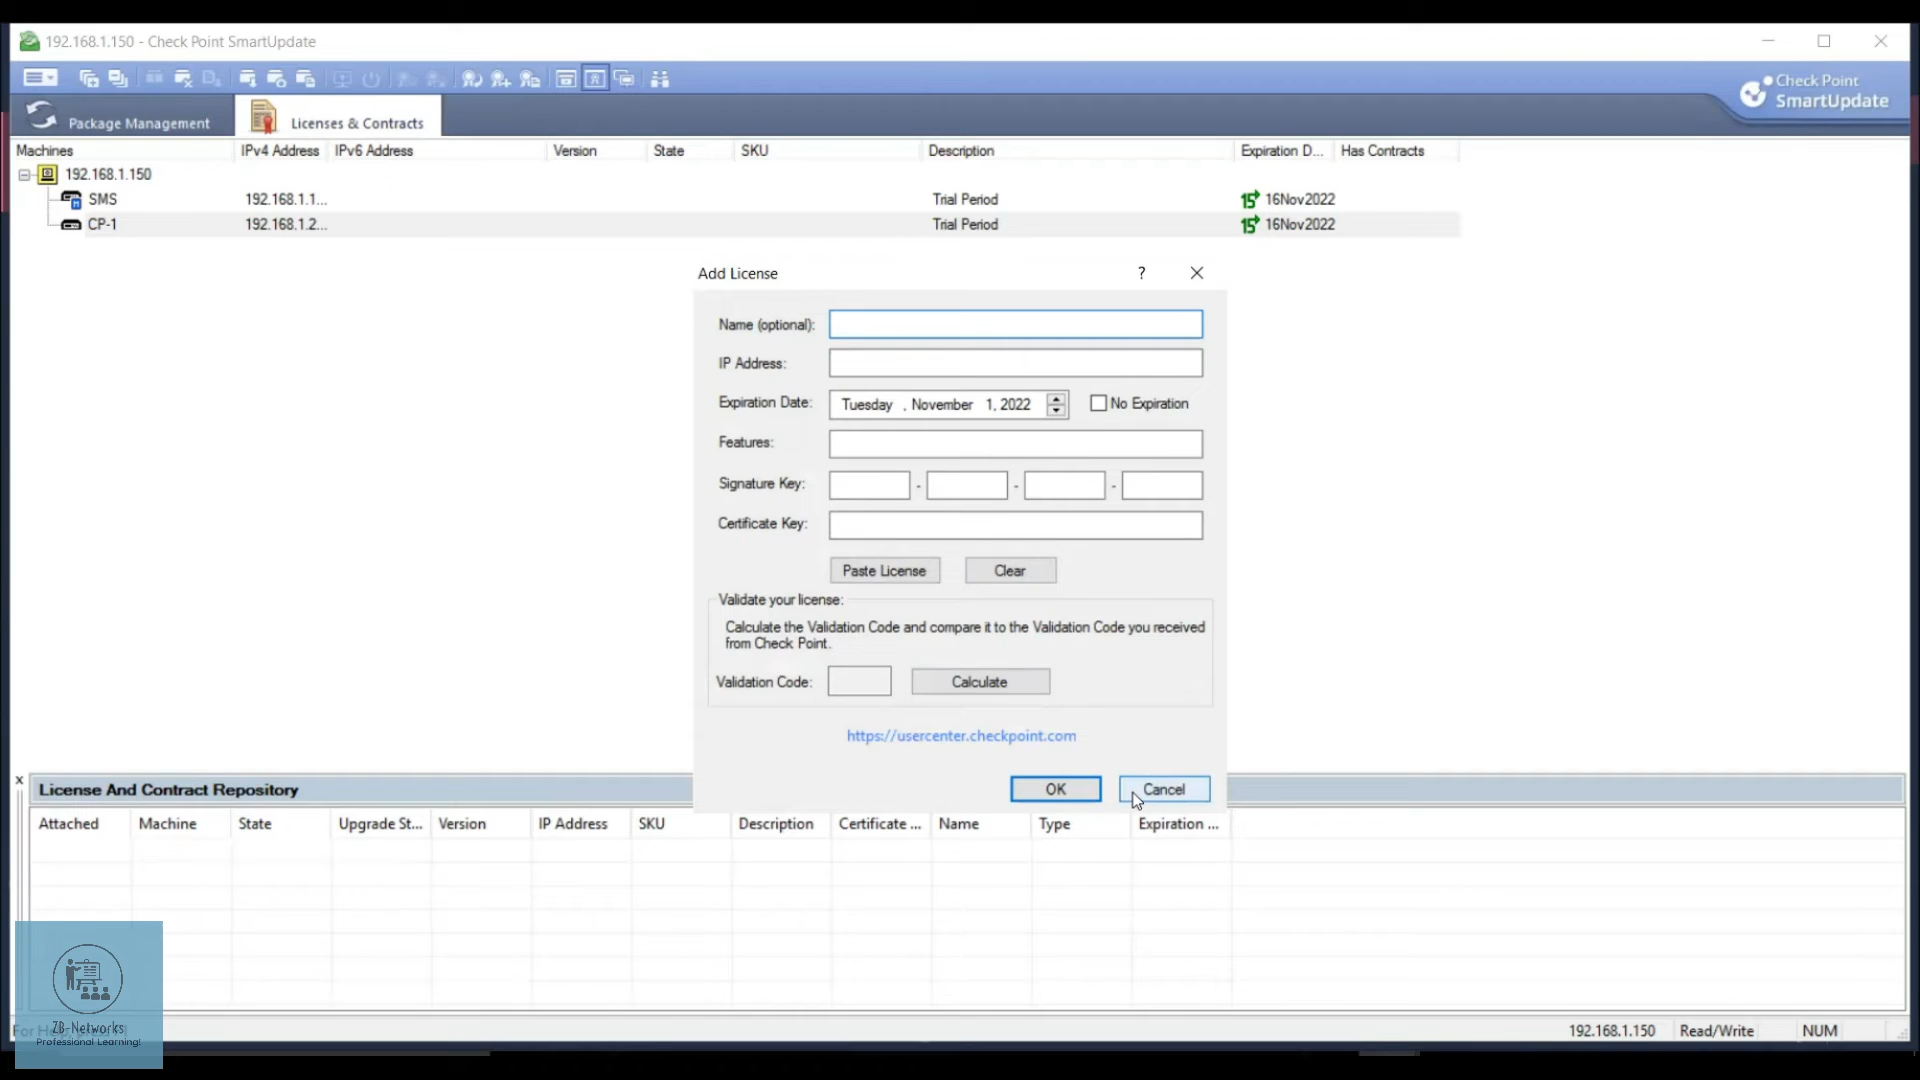 192.168.1.150 - Check Point SmartUpdate
Check Point
SmartUpdate
Package Management
Licenses & Contracts
Machines IPv4 Address IPv6 Address Version State SKU Description Expiration D... Has Contracts
192.168.1.150
SMS 192.168.1.1... Trial Period 15 16Nov2022
CP-1 192.168.1.2... Trial Period 15 16Nov2022
Add License ?
Name (optional):
IP Address:
Expiration Date: Tuesday , November 1, 2022 No Expiration
Features:
Signature Key: - - -
Certificate Key:
Paste License Clear
Validate your license:
Calculate the Validation Code and compare it to the Validation Code you received
from Check Point.
Validation Code: Calculate
https://usercenter.checkpoint.com
OK Cancel
x
License And Contract Repository
Attached Machine State Upgrade St... Version IP Address SKU Description Certificate ... Name Type Expiration ...
ZB-Networks
Professional Learning!
192.168.1.150 Read/Write NUM